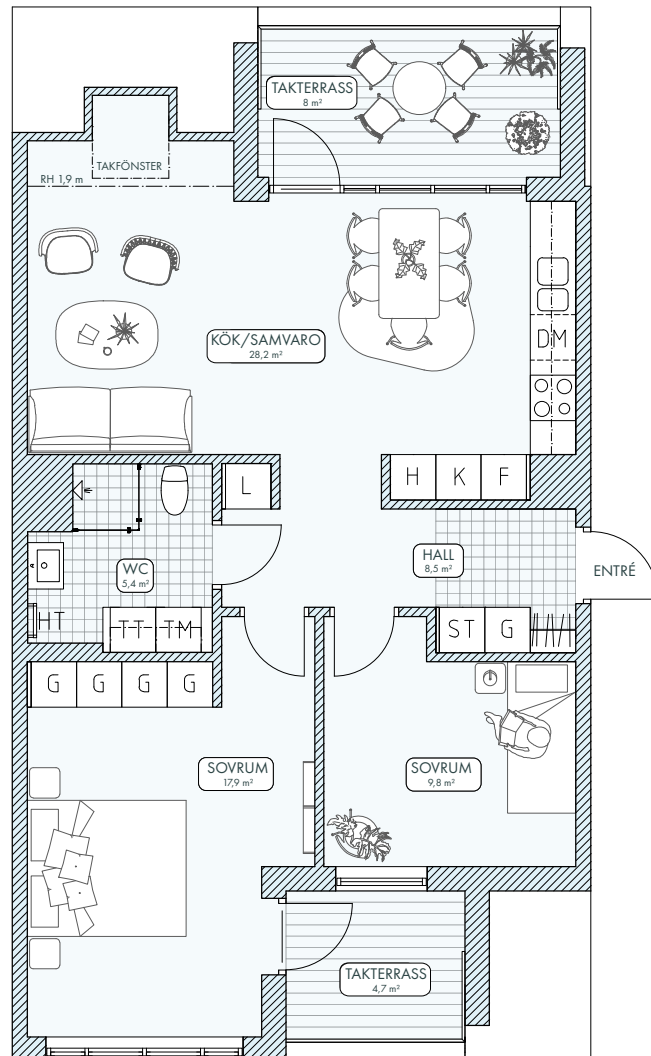 TAKTERRASS
8 m²
TAKFÖNSTER
RH 1,9 m
KÖK/SAMVARO
28,2 m²
DM
L
H K F
WC
5,4 m²
HALL
8,5 m²
ENTRÉ
HT
TT TM
ST G
G G G G
SOVRUM
17,9 m²
SOVRUM
9,8 m²
TAKTERRASS
4,7 m²